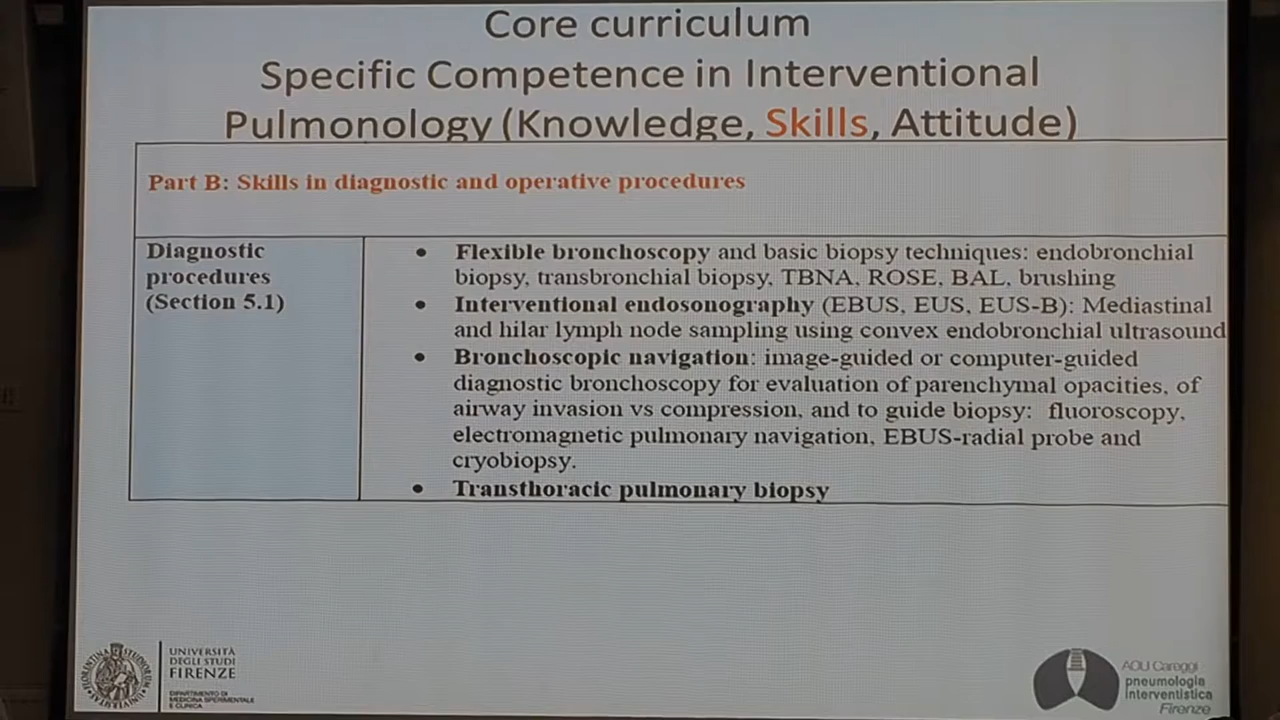 Core curriculum
Specific Competence in Interventional
Pulmonology (Knowledge, Skills, Attitude)
Part B: Skills in diagnostic and operative procedures
Diagnostic
procedures
(Section 5.1)
• Flexible bronchoscopy and basic biopsy techniques: endobronchial
biopsy, transbronchial biopsy, TBNA, ROSE, BAL, brushing
• Interventional endosonography (EBUS, EUS, EUS-B): Mediastinal
and hilar lymph node sampling using convex endobronchial ultrasound
• Bronchoscopic navigation: image-guided or computer-guided
diagnostic bronchoscopy for evaluation of parenchymal opacities, of
airway invasion vs compression, and to guide biopsy: fluoroscopy,
electromagnetic pulmonary navigation, EBUS-radial probe and
cryobiopsy.
• Transthoracic pulmonary biopsy
UNIVERSITÀ
DEGLI STUDI
FIRENZE
DIPARTIMENTO DI
MEDICINA SPERIMENTALE
E CLINICA
AOU Careggi
pneumologia
interventistica
Firenze